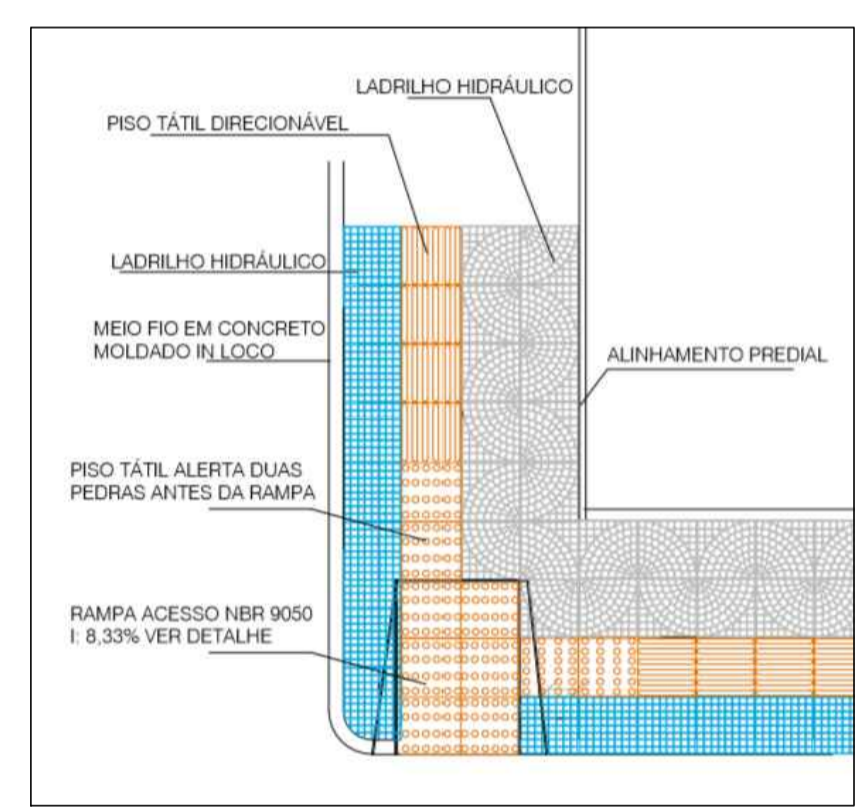 LADRILHO HIDRÁULICO
PISO TÁTIL DIRECIONÁVEL
LADRILHO HIDRÁULICO
MEIO FIO EM CONCRETO
MOLDADO IN LOCO
ALINHAMENTO PREDIAL
PISO TÁTIL ALERTA DUAS
PEDRAS ANTES DA RAMPA
RAMPA ACESSO NBR 9050
I: 8,33% VER DETALHE